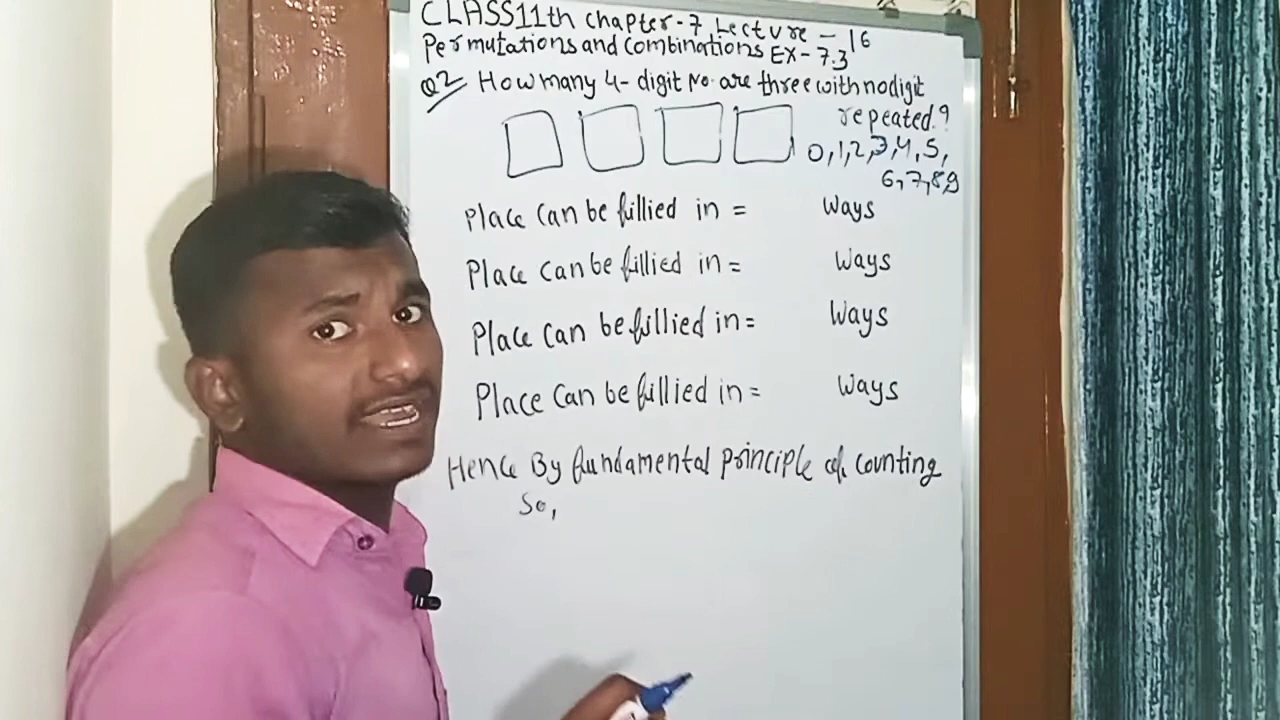 CLASS 11th Chapter-7 Lecture - 16
Permutations and Combinations EX-7.3
Q2 How many 4-digit No. are three with no digit
repeated.?
0,1,2,3,4,5,
6,7,8,9
Place Can be fillied in = Ways
Place Can be fillied in = Ways
Place Can be fillied in = Ways
Place Can be fillied in = Ways
Hence By fundamental principle of counting
So,